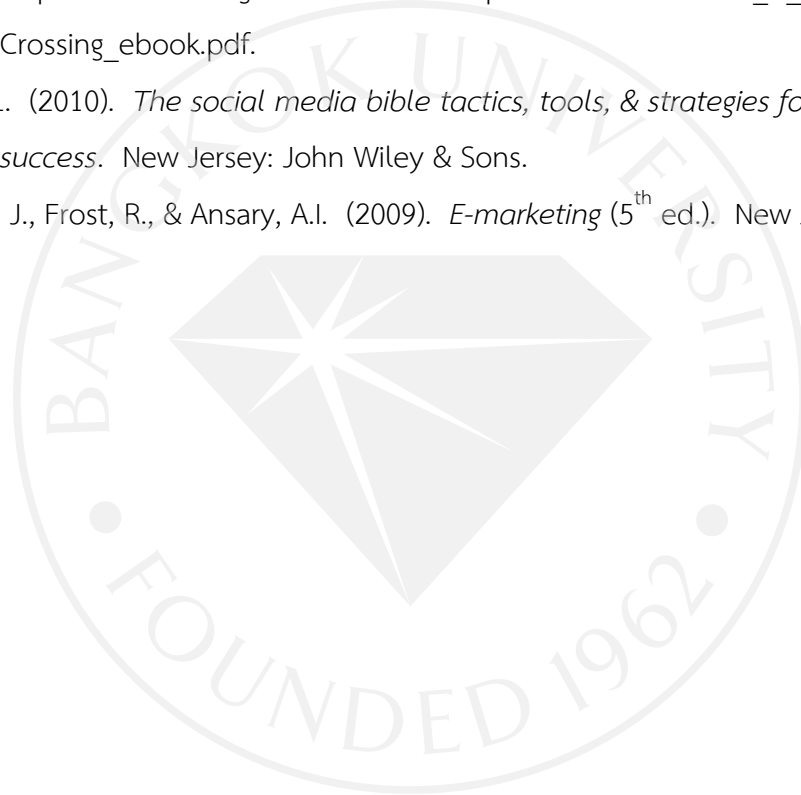 Crossing_ebook.pdf.
(2010). The social media bible tactics, tools, & strategies fo
success. New Jersey: John Wiley & Sons.
J., Frost, R., & Ansary, A.I. (2009). E-marketing (5th ed.). New
BANGKOK UNIVERSITY
FOUNDED 1962